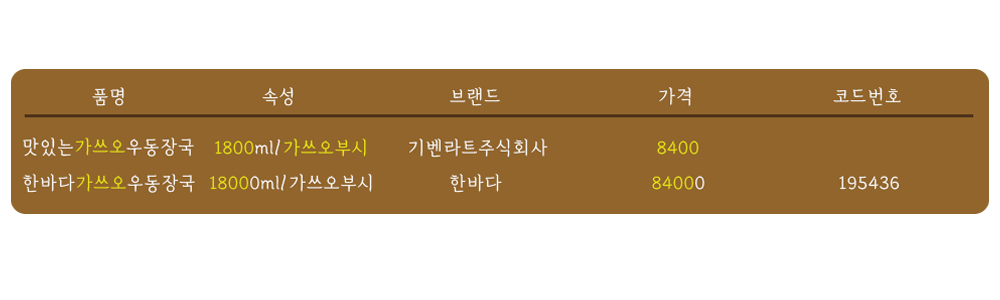 품명 속성 브랜드 가격 코드번호
맛있는가쓰오우동장국 1800ml/가쓰오부시 기벤라트주식회사 8400
한바다가쓰오우동장국 18000ml/가쓰오부시 한바다 84000 195436